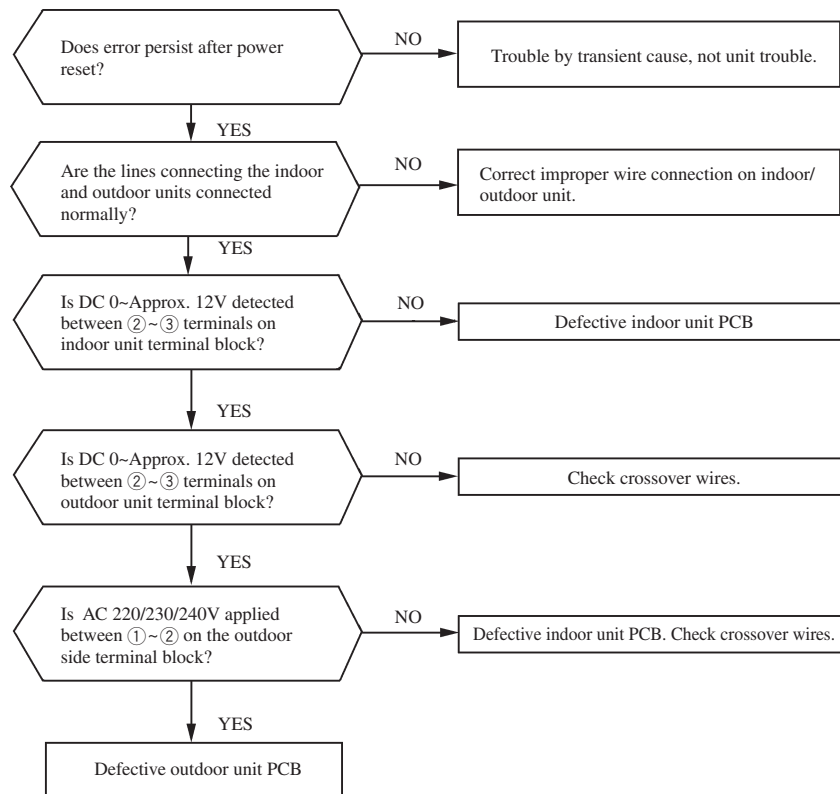 Does error persist after power
reset?
NO
Trouble by transient cause, not unit trouble.
YES
Are the lines connecting the indoor
and outdoor units connected
normally?
NO
Correct improper wire connection on indoor/
outdoor unit.
YES
Is DC 0~Approx. 12V detected
between ②~③ terminals on
indoor unit terminal block?
NO
Defective indoor unit PCB
YES
Is DC 0~Approx. 12V detected
between ②~③ terminals on
outdoor unit terminal block?
NO
Check crossover wires.
YES
Is AC 220/230/240V applied
between ①~② on the outdoor
side terminal block?
NO
Defective indoor unit PCB. Check crossover wires.
YES
Defective outdoor unit PCB